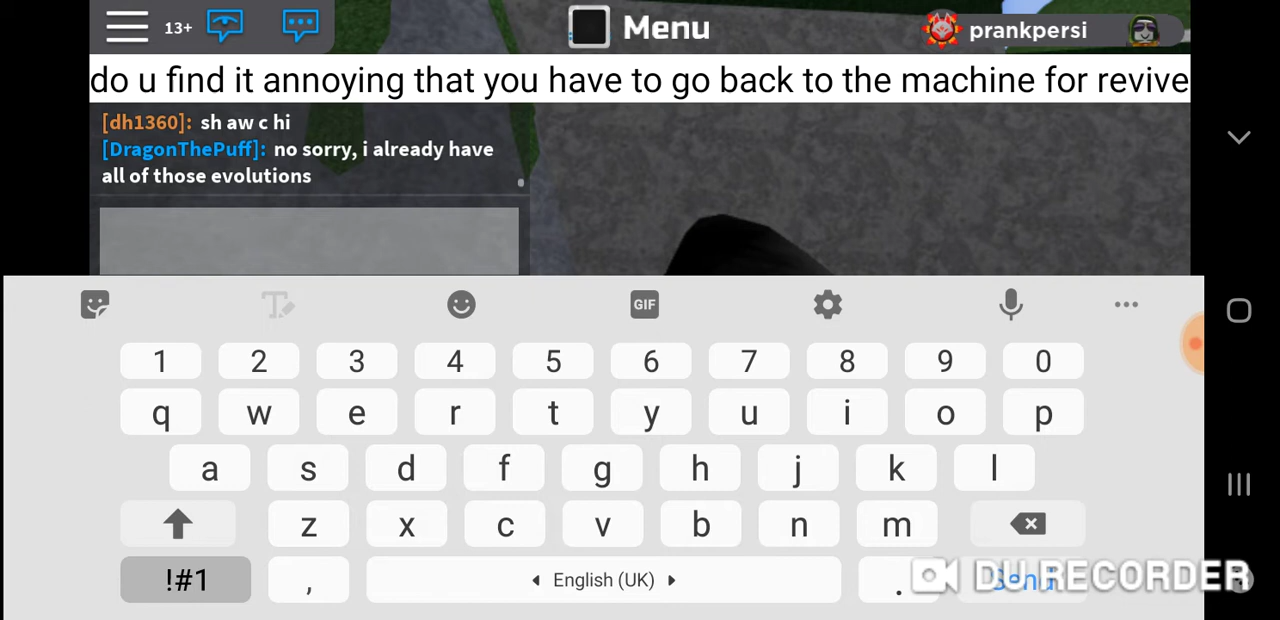 13+
Menu
prankpersi
do u find it annoying that you have to go back to the machine for revive
[dh1360]: sh aw c hi
[DragonThePuff]: no sorry, i already have
all of those evolutions
GIF
1 2 3 4 5 6 7 8 9 0
q w e r t y u i o p
a s d f g h j k l
z x c v b n m
!#1 , English (UK) . Send
DU RECORDER